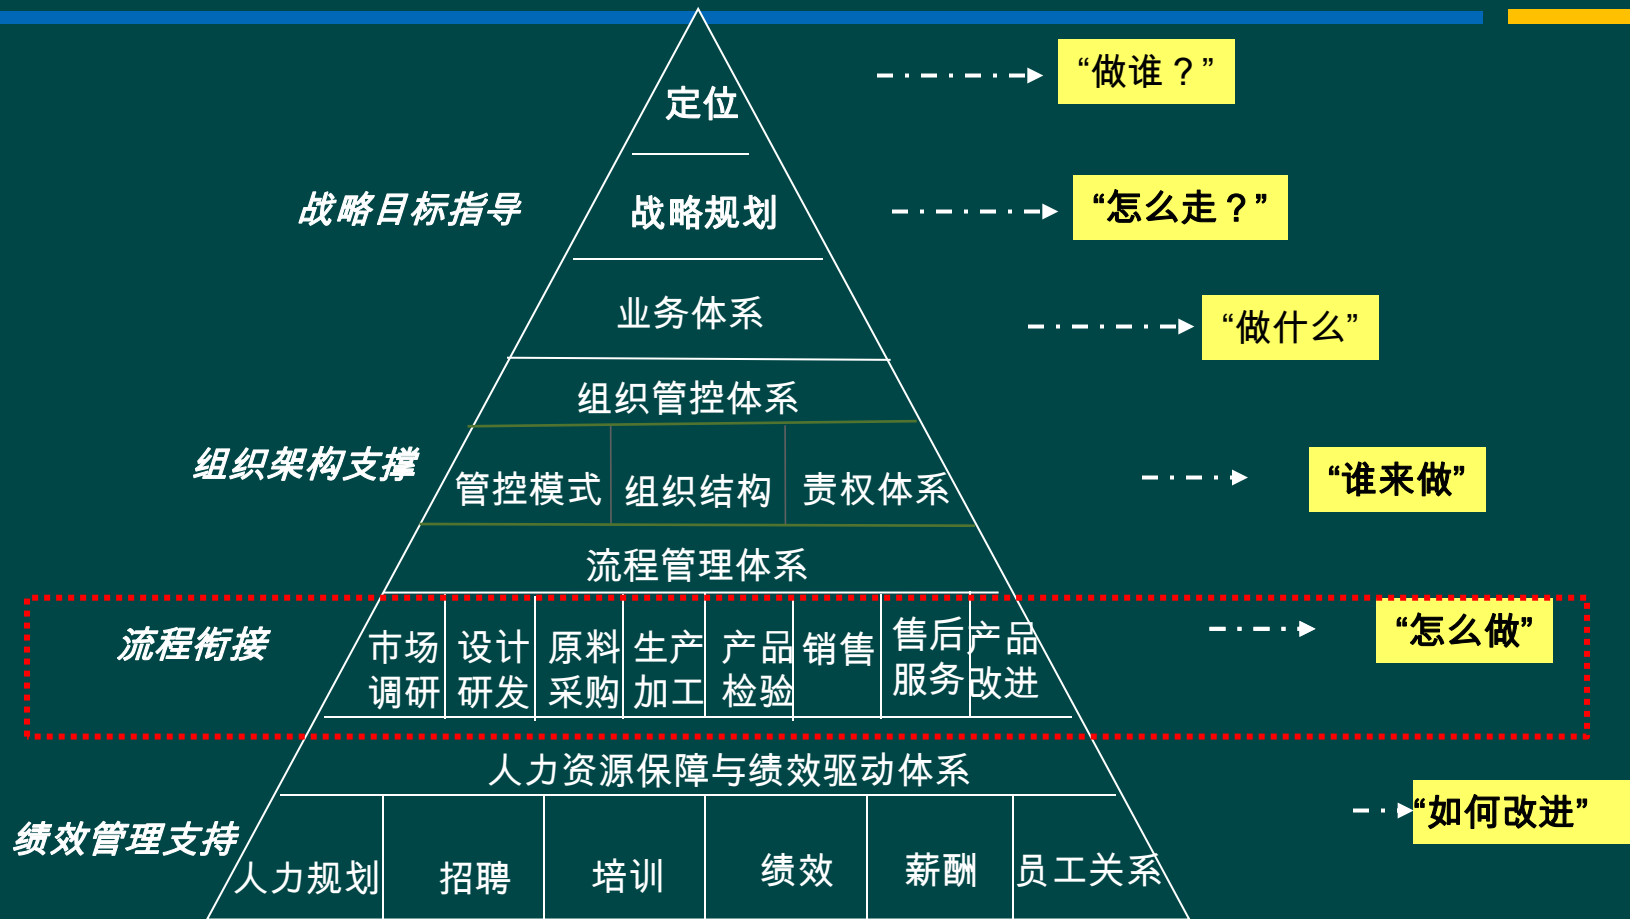 “做谁？”
定位
战略目标指导
战略规划
“怎么走？”
业务体系
“做什么”
组织管控体系
组织架构支撑
管控模式
组织结构
责权体系
“谁来做”
流程管理体系
流程衔接
市场
调研
设计
研发
原料
采购
生产
加工
产品
检验
销售
售后
服务
产品
改进
“怎么做”
人力资源保障与绩效驱动体系
绩效管理支持
人力规划
招聘
培训
绩效
薪酬
员工关系
“如何改进”